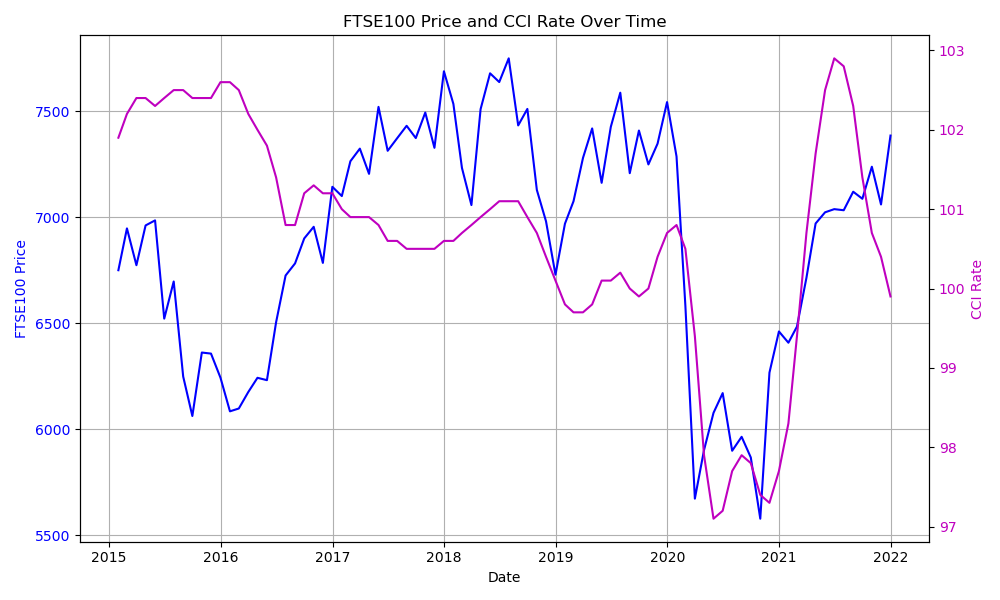 FTSE100 Price and CCI Rate Over Time
FTSE100 Price
7500
7000
6500
6000
5500
103
102
101
100
99
98
97
CCI Rate
2015 2016 2017 2018 2019 2020 2021 2022
Date